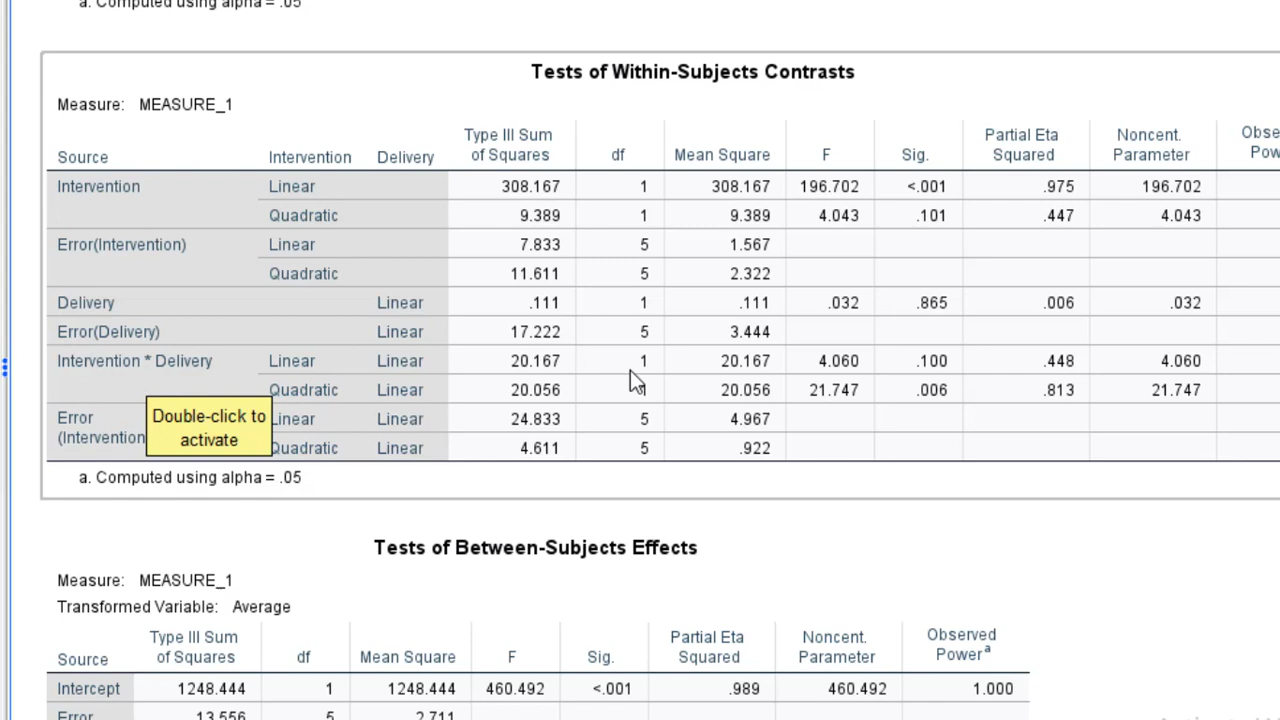 a. Computed using alpha = .05
Tests of Within-Subjects Contrasts
Measure: MEASURE_1
Source Intervention Delivery Type III Sum of Squares df Mean Square F Sig. Partial Eta Squared Noncent. Parameter
Intervention Linear 308.167 1 308.167 196.702 <.001 .975 196.702
Quadratic 9.389 1 9.389 4.043 .101 .447 4.043
Error(Intervention) Linear 7.833 5 1.567
Quadratic 11.611 5 2.322
Delivery Linear .111 1 .111 .032 .865 .006 .032
Error(Delivery) Linear 17.222 5 3.444
Intervention * Delivery Linear Linear 20.167 1 20.167 4.060 .100 .448 4.060
Quadratic Linear 20.056 20.056 21.747 .006 .813 21.747
Error (Intervention Linear Linear 24.833 5 4.967
Quadratic Linear 4.611 5 .922
Double-click to
activate
a. Computed using alpha = .05
Tests of Between-Subjects Effects
Measure: MEASURE_1
Transformed Variable: Average
Source Type III Sum of Squares df Mean Square F Sig. Partial Eta Squared Noncent. Parameter Observed Power a
Intercept 1248.444 1 1248.444 460.492 <.001 .989 460.492 1.000
Error 13.556 5 2.711